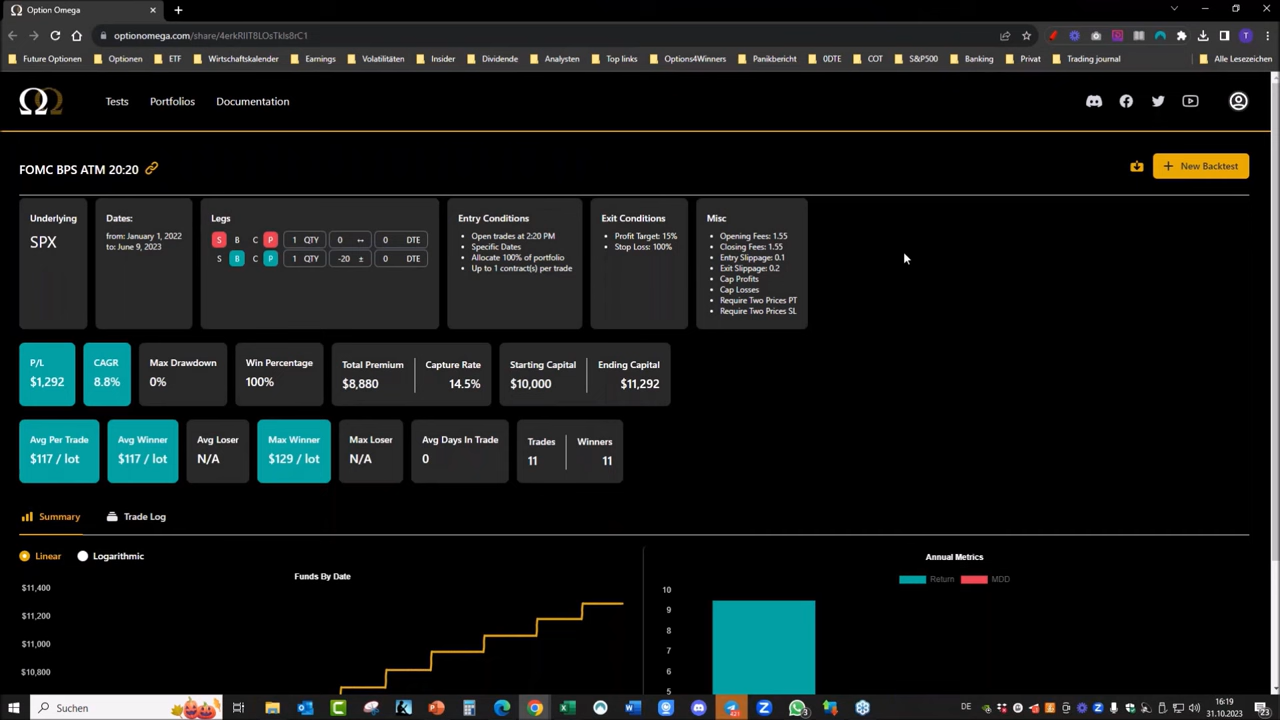 Option Omega
optionomega.com/share/4erkRlIT8LOsTkIs8rC1
Future Optionen Optionen ETF Wirtschaftskalender Earnings Volatilitäten Insider Dividende Analysten Top links Options4Winners Panikbericht 0DTE COT S&P500 Banking Privat Trading journal Alle Lesezeichen
Tests Portfolios Documentation
FOMC BPS ATM 20:20
New Backtest
Underlying
SPX
Dates:
from: January 1, 2022
to: June 9, 2023
Legs
S B C P 1 QTY 0 ↔ 0 DTE
S B C P 1 QTY -20 ± 0 DTE
Entry Conditions
• Open trades at 2:20 PM
• Specific Dates
• Allocate 100% of portfolio
• Up to 1 contract(s) per trade
Exit Conditions
• Profit Target: 15%
• Stop Loss: 100%
Misc
• Opening Fees: 1.55
• Closing Fees: 1.55
• Entry Slippage: 0.1
• Exit Slippage: 0.2
• Cap Profits
• Cap Losses
• Require Two Prices PT
• Require Two Prices SL
P/L
$1,292
CAGR
8.8%
Max Drawdown
0%
Win Percentage
100%
Total Premium
$8,880
Capture Rate
14.5%
Starting Capital
$10,000
Ending Capital
$11,292
Avg Per Trade
$117 / lot
Avg Winner
$117 / lot
Avg Loser
N/A
Max Winner
$129 / lot
Max Loser
N/A
Avg Days In Trade
0
Trades
11
Winners
11
Summary Trade Log
Linear Logarithmic
Funds By Date
$11,400
$11,200
$11,000
$10,800
Annual Metrics
Return MDD
10
9
8
7
6
5
Suchen
421
3
DE
16:19
31.10.2023
23